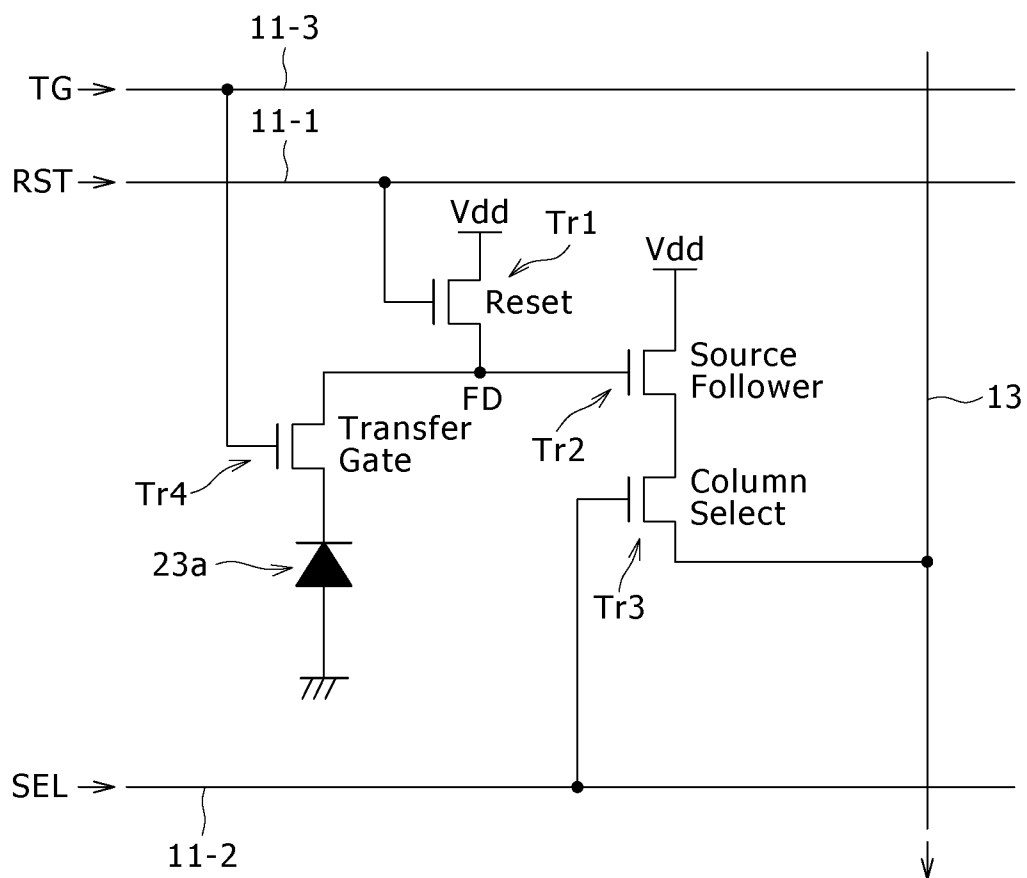 11-3
TG
11-1
RST
Vdd
Tr1
Vdd
Reset
Source
Follower
FD
13
Transfer
Gate
Tr2
Tr4
Column
Select
23a
Tr3
SEL
11-2